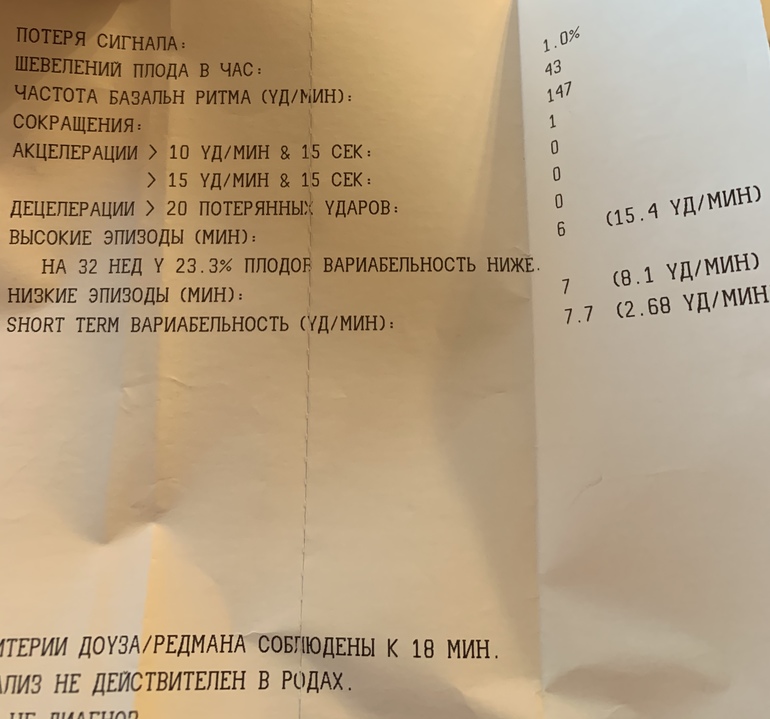 ПОТЕРЯ СИГНАЛА: 1.0%
ШЕВЕЛЕНИЙ ПЛОДА В ЧАС: 43
ЧАСТОТА БАЗАЛЬН РИТМА (УД/МИН): 147
СОКРАЩЕНИЯ: 1
АКЦЕЛЕРАЦИИ > 10 УД/МИН & 15 СЕК: 0
> 15 УД/МИН & 15 СЕК: 0
ДЕЦЕЛЕРАЦИИ > 20 ПОТЕРЯННЫХ УДАРОВ: 0
ВЫСОКИЕ ЭПИЗОДЫ (МИН): 6 (15.4 УД/МИН)
НА 32 НЕД У 23.3% ПЛОДОВ ВАРИАБЕЛЬНОСТЬ НИЖЕ.
НИЗКИЕ ЭПИЗОДЫ (МИН): 7 (8.1 УД/МИН)
SHORT TERM ВАРИАБЕЛЬНОСТЬ (УД/МИН): 7.7 (2.68 УД/МИН
ИТЕРИИ ДОУЗА/РЕДМАНА СОБЛЮДЕНЫ К 18 МИН.
АЛИЗ НЕ ДЕЙСТВИТЕЛЕН В РОДАХ.
НЕ